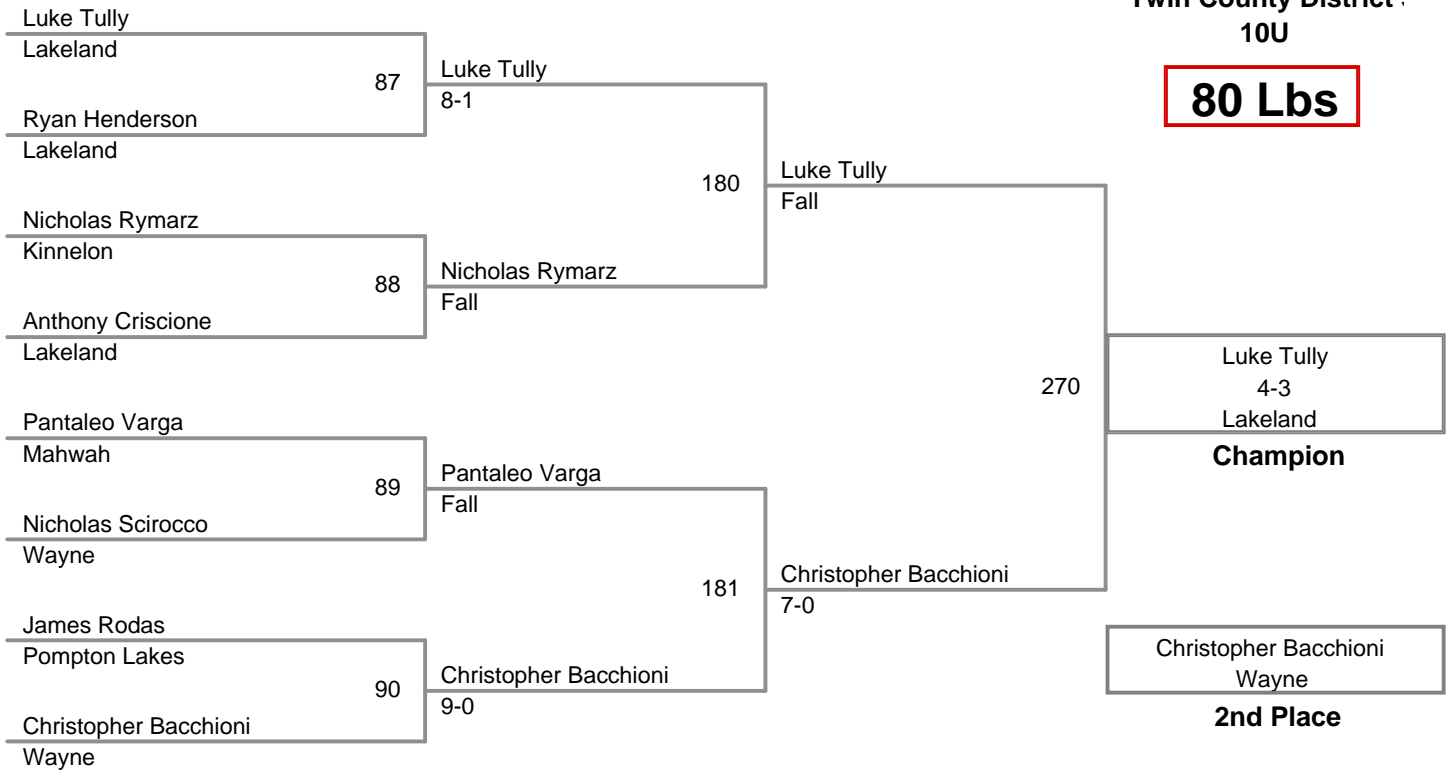 Twin County District
10U
80 Lbs
Luke Tully
Lakeland
87
Ryan Henderson
Lakeland
Luke Tully
8-1
Nicholas Rymarz
Kinnelon
88
Anthony Criscione
Lakeland
Nicholas Rymarz
Fall
180
Luke Tully
Fall
Pantaleo Varga
Mahwah
89
Nicholas Scirocco
Wayne
Pantaleo Varga
Fall
James Rodas
Pompton Lakes
90
Christopher Bacchioni
Wayne
Christopher Bacchioni
9-0
181
Christopher Bacchioni
7-0
270
Luke Tully
4-3
Lakeland
Champion
Christopher Bacchioni
Wayne
2nd Place